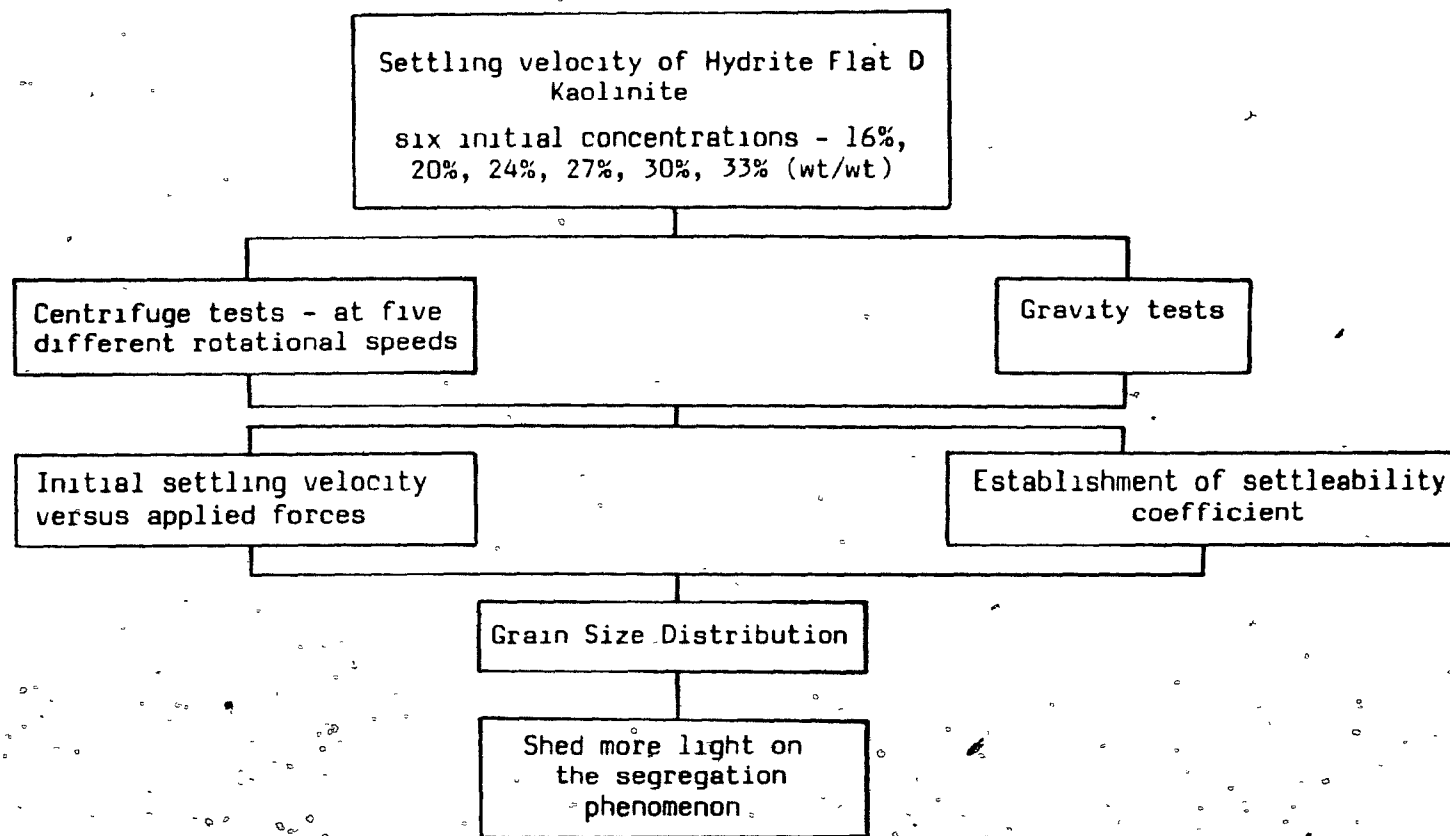 Settling velocity of Hydrite Flat D
Kaolinite
six initial concentrations - 16%,
20%, 24%, 27%, 30%, 33% (wt/wt)
Centrifuge tests - at five
different rotational speeds
Gravity tests
Initial settling velocity
versus applied forces
Establishment of settleability
coefficient
Grain Size Distribution
Shed more light on
the segregation
phenomenon